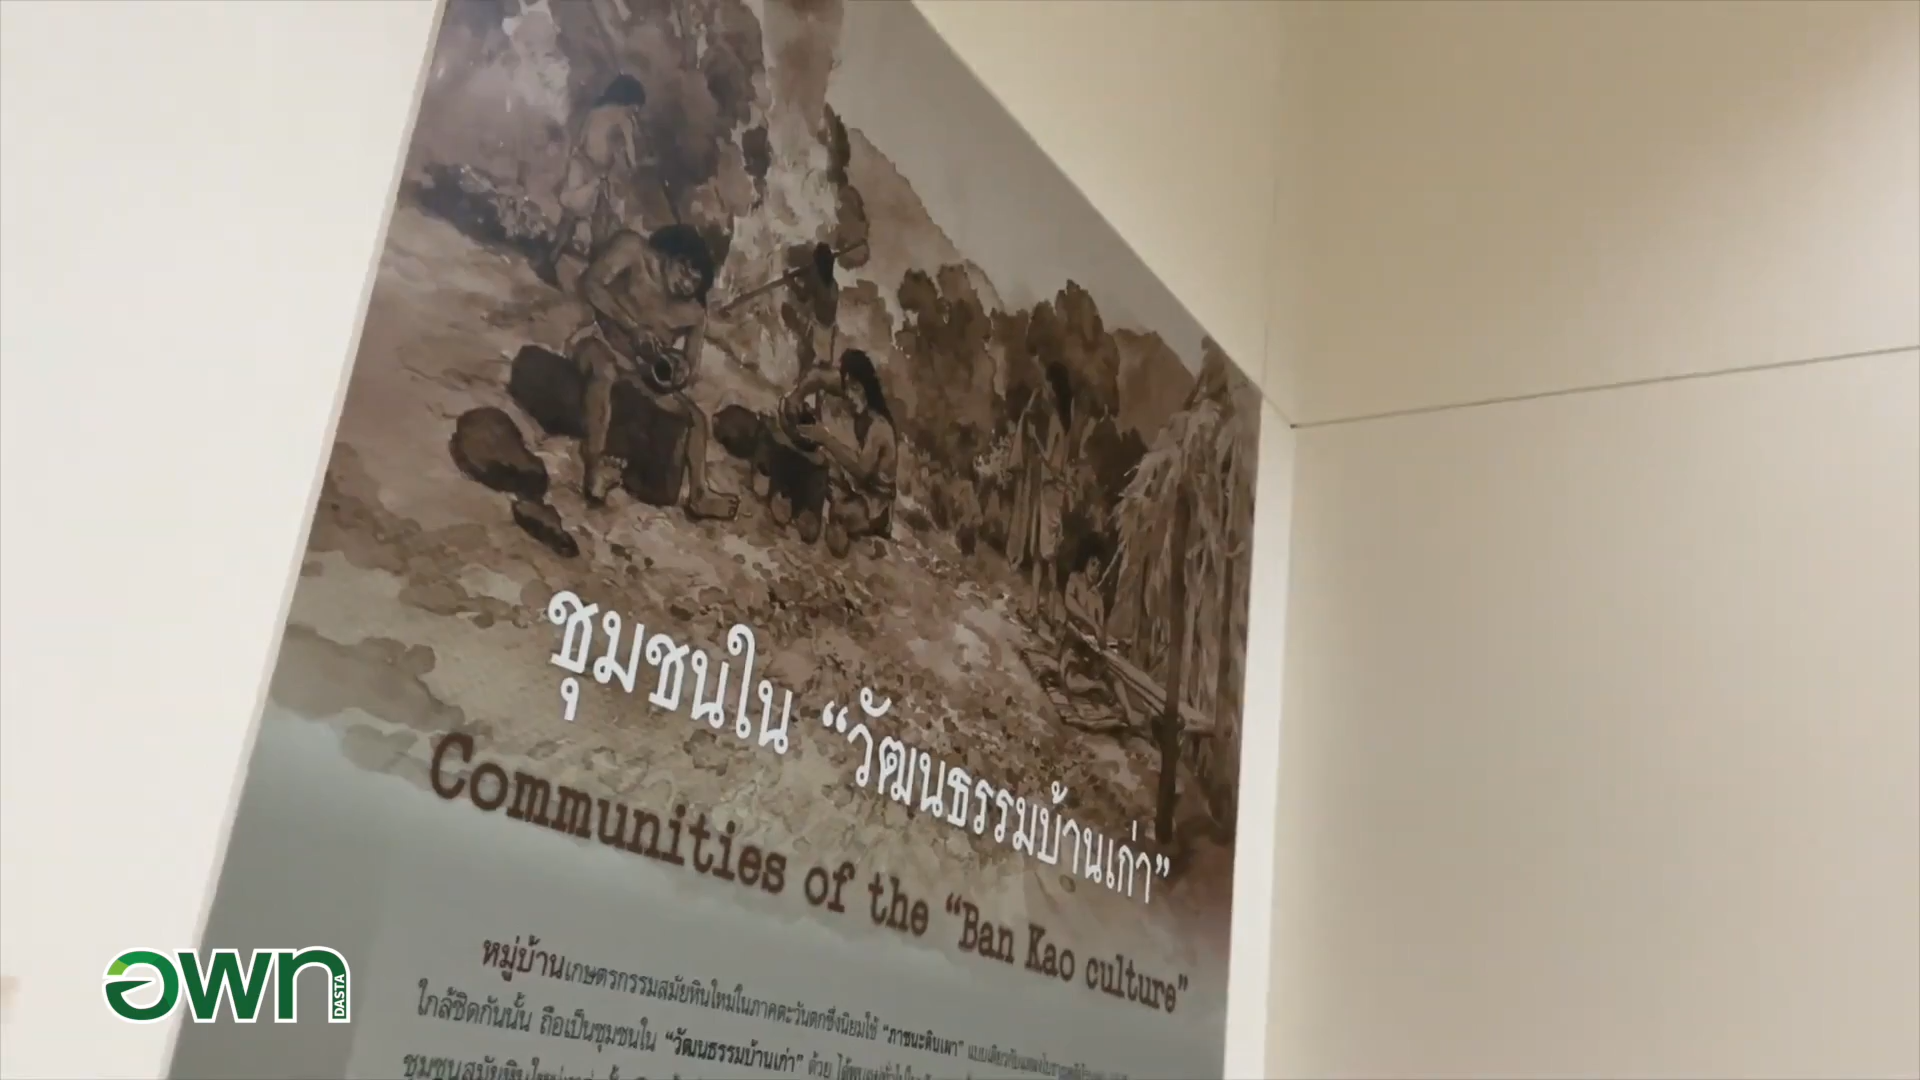 ชุมชนใน “วัฒนธรรมบ้านเก่า”
Communities of the “Ban Kao culture”
หมู่บ้านเกษตรกรรมสมัยหินใหม่ในภาคตะวันตกซึ่งนิยมใช้ “ภาชนะดินเผา”
ใกล้ชิดกันนั้น ถือเป็นชุมชนใน “วัฒนธรรมบ้านเก่า” ด้วย
อพท
DASTA